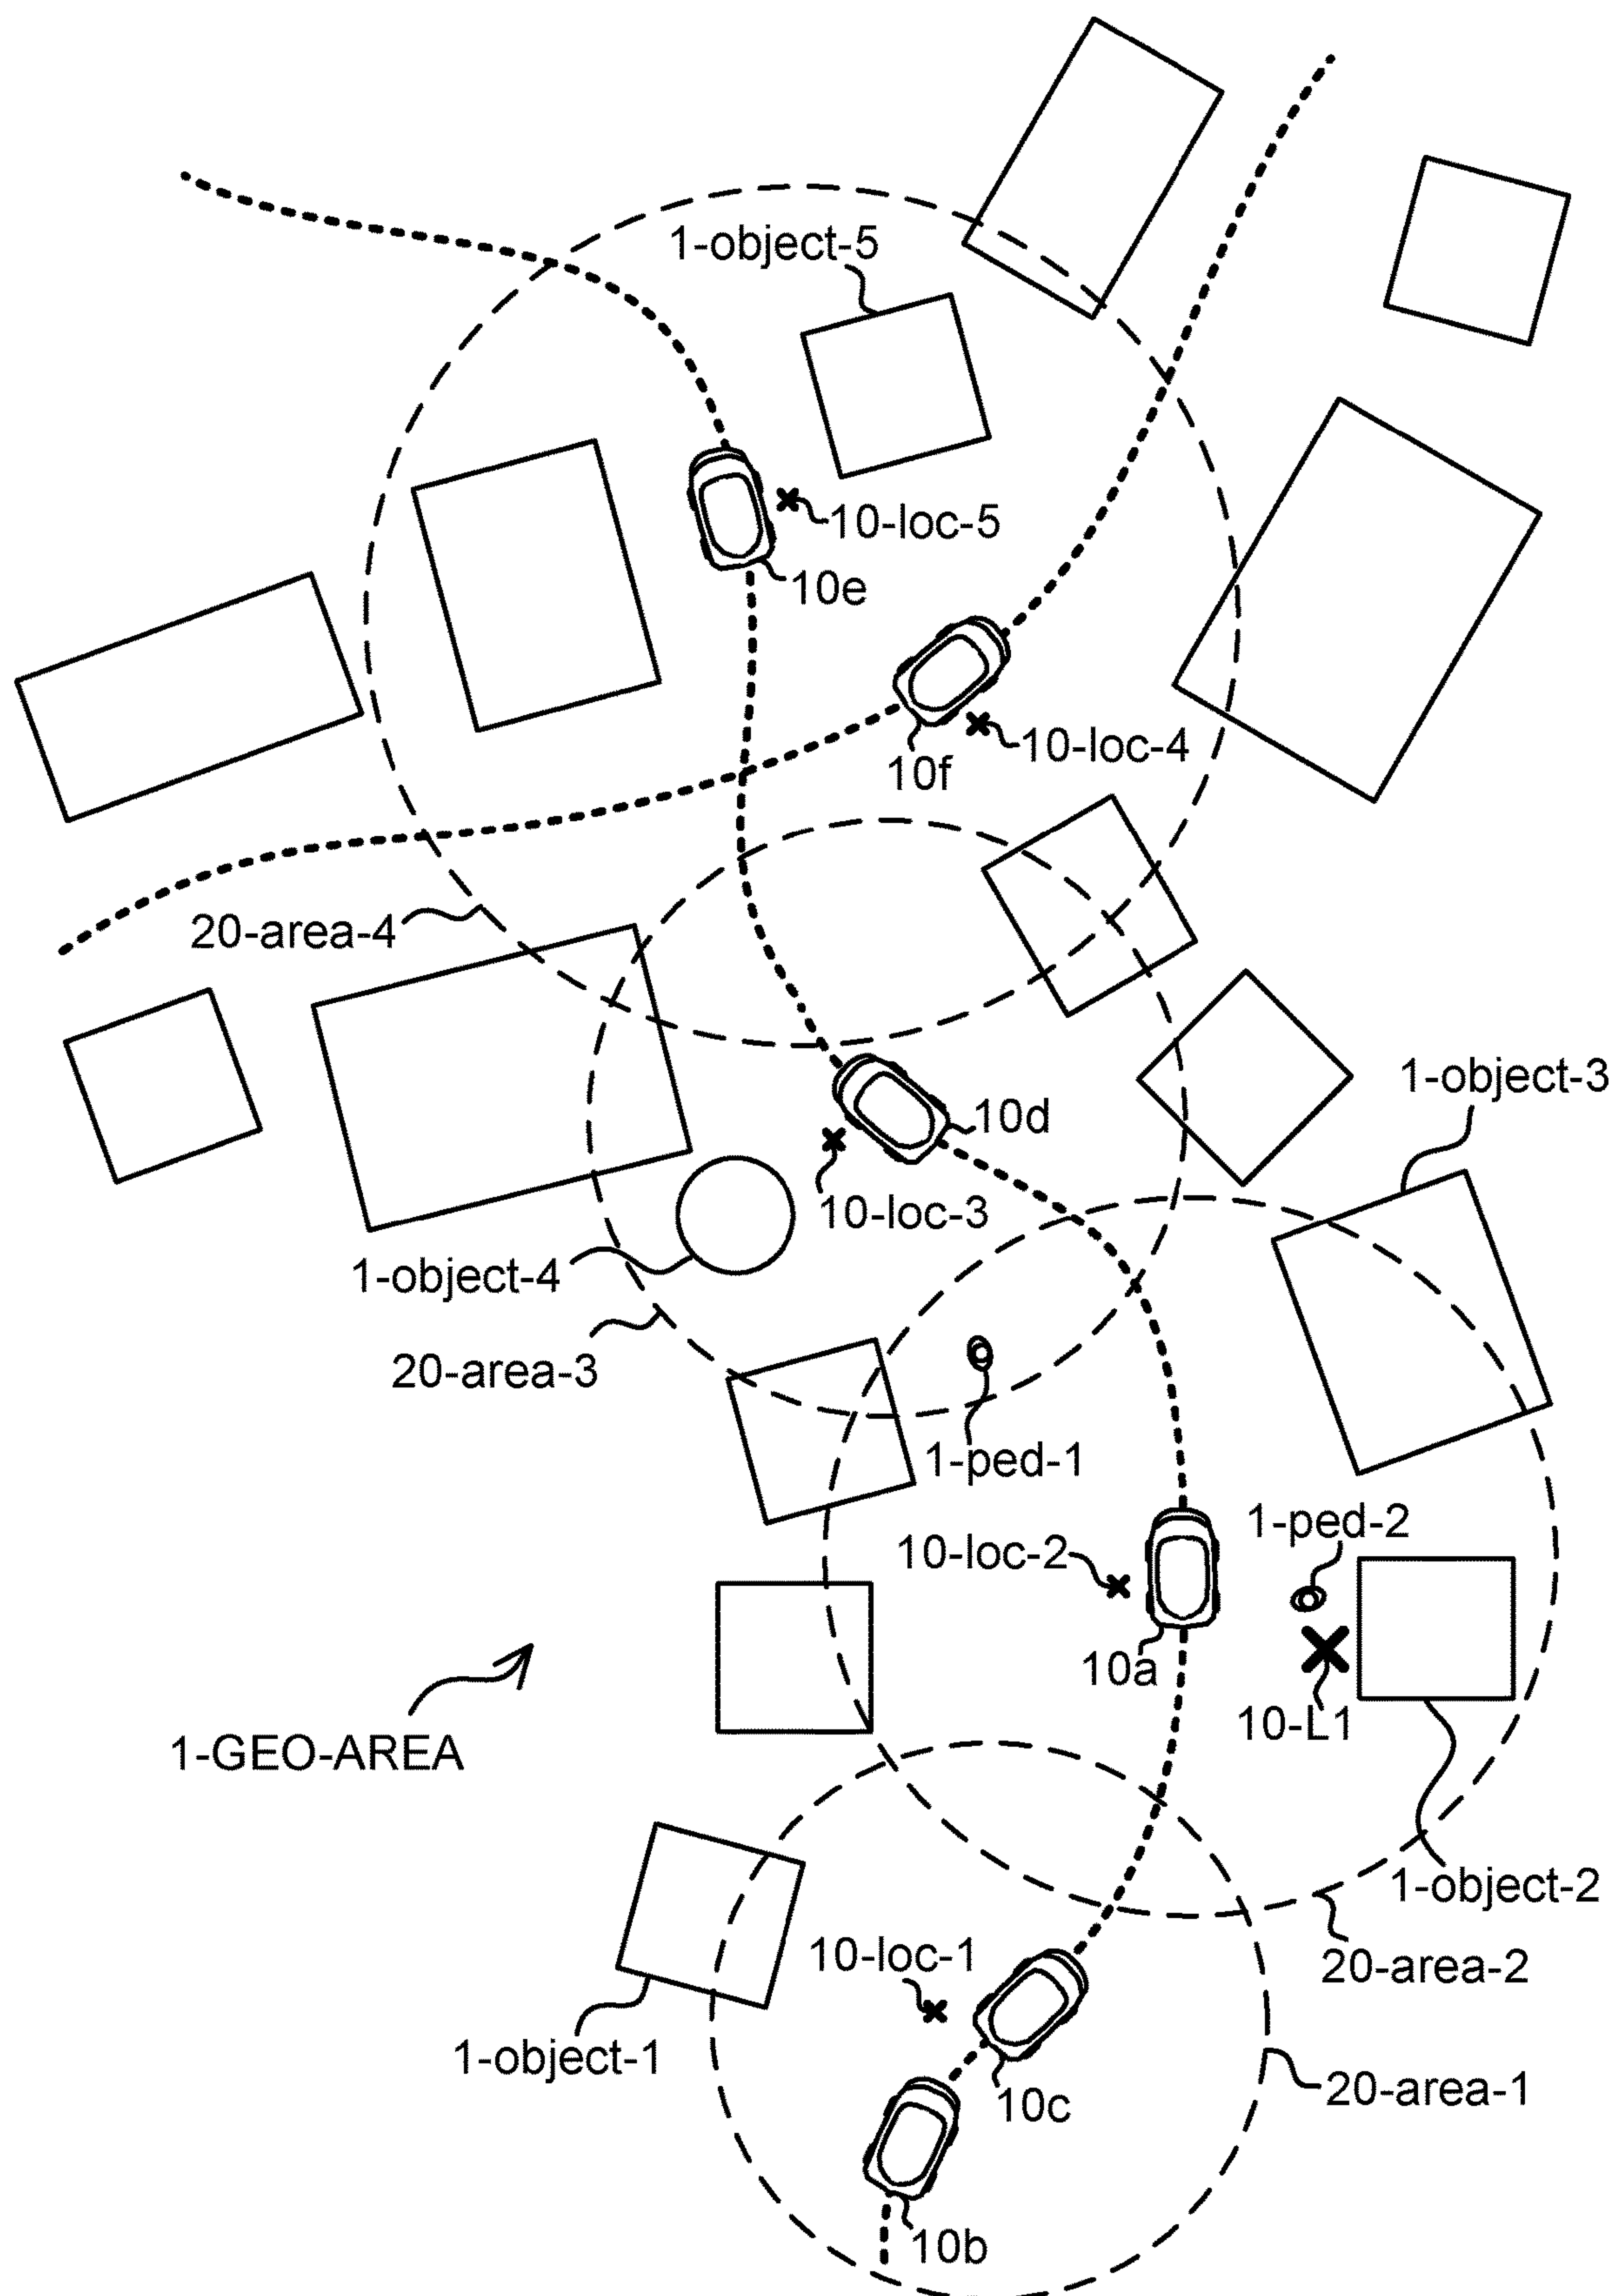 1-object-5
10-loc-5
10e
10-loc-4
10f
20-area-4
1-object-3
10d
10-loc-3
1-object-4
20-area-3
1-ped-1
1-ped-2
10-loc-2
10a
10-L1
1-GEO-AREA
1-object-2
10-loc-1
20-area-2
1-object-1
20-area-1
10c
10b